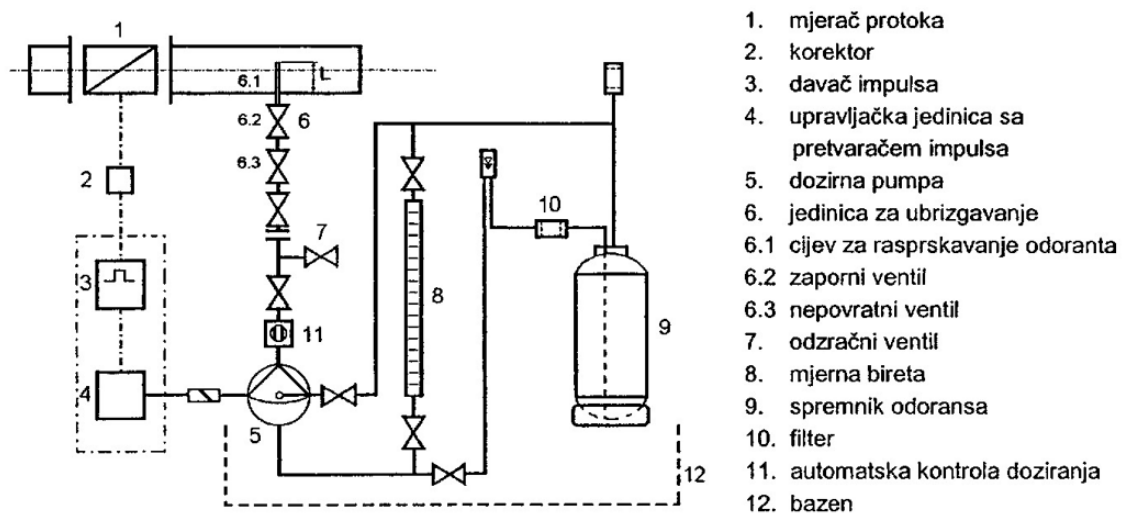 1
6.1
L
6.2
6
6.3
2
7
10
3
8
11
9
4
5
12
1. mjerač protoka
2. korektor
3. davač impulsa
4. upravljačka jedinica sa
pretvaračem impulsa
5. dozirna pumpa
6. jedinica za ubrizgavanje
6.1 cijev za rasprskavanje odoranta
6.2 zaporni ventil
6.3 nepovratni ventil
7. odzračni ventil
8. mjerna bireta
9. spremnik odoransa
10. filter
11. automatska kontrola doziranja
12. bazen